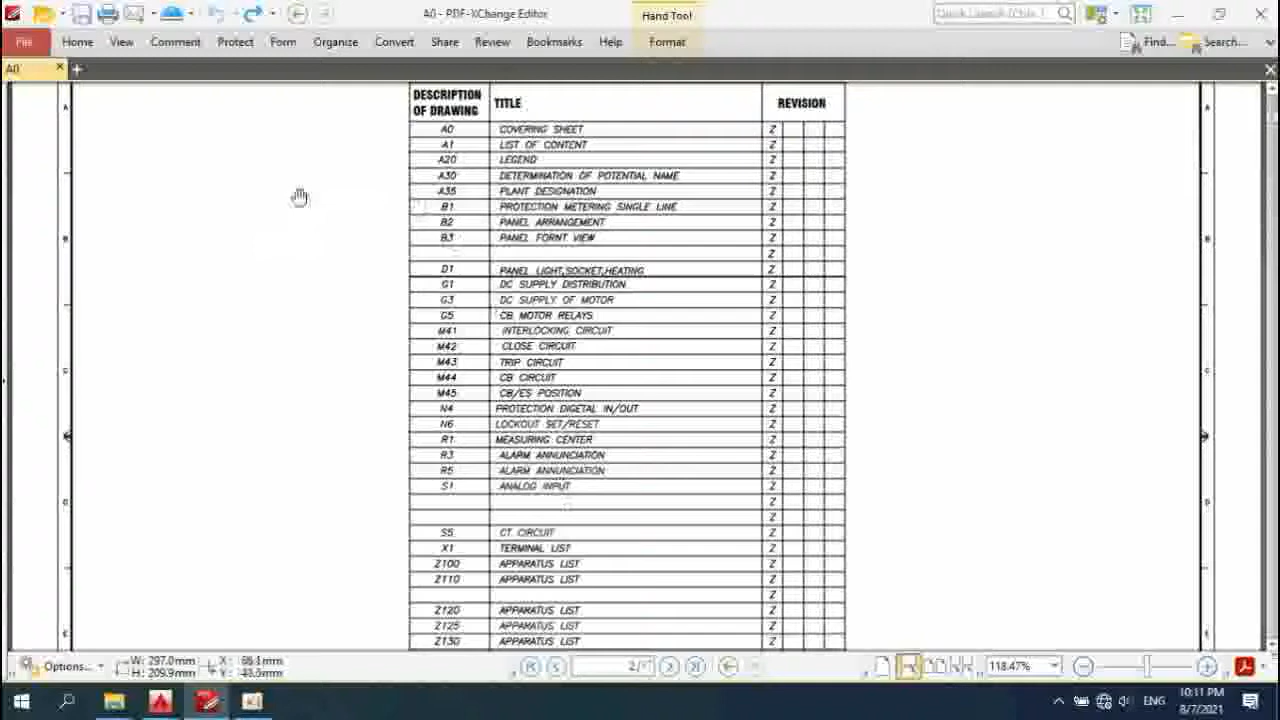 A0 - PDF-XChange Editor
Hand Tool
File Home View Comment Protect Form Organize Convert Share Review Bookmarks Help Format Find... Search...
A0
DESCRIPTION OF DRAWING TITLE REVISION
A0 COVERING SHEET Z
A1 LIST OF CONTENT Z
A20 LEGEND Z
A30 DETERMINATION OF POTENTIAL NAME Z
A35 PLANT DESIGNATION Z
B1 PROTECTION METERING SINGLE LINE Z
B2 PANEL ARRANGEMENT Z
B3 PANEL FORNT VIEW Z
Z
D1 PANEL LIGHT,SOCKET,HEATING Z
G1 DC SUPPLY DISTRIBUTION Z
G3 DC SUPPLY OF MOTOR Z
G5 CB MOTOR RELAYS Z
M41 INTERLOCKING CIRCUIT Z
M42 CLOSE CIRCUIT Z
M43 TRIP CIRCUIT Z
M44 CB CIRCUIT Z
M45 CB/ES POSITION Z
N4 PROTECTION DIGETAL IN/OUT Z
N6 LOCKOUT SET/RESET Z
R1 MEASURING CENTER Z
R3 ALARM ANNUNCIATION Z
R5 ALARM ANNUNCIATION Z
S1 ANALOG INPUT Z
Z
Z
S5 CT CIRCUIT Z
X1 TERMINAL LIST Z
Z100 APPARATUS LIST Z
Z110 APPARATUS LIST Z
Z
Z120 APPARATUS LIST Z
Z125 APPARATUS LIST Z
Z130 APPARATUS LIST Z
Options... W: 297.0mm X:
H: 209.9mm Y:
118.47%
ENG
10:11 PM
8/7/2021